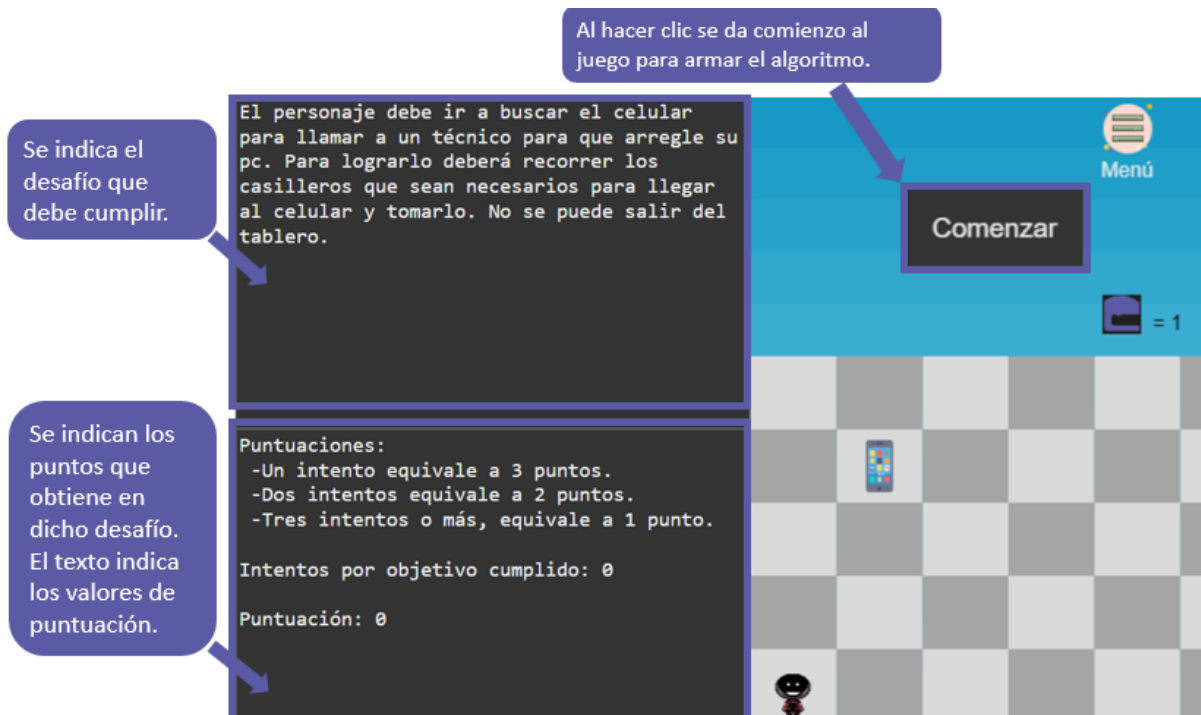 Al hacer clic se da comienzo al
juego para armar el algoritmo.
Se indica el
desafío que
debe cumplir.
El personaje debe ir a buscar el celular
para llamar a un técnico para que arregle su
pc. Para lograrlo deberá recorrer los
casilleros que sean necesarios para llegar
al celular y tomarlo. No se puede salir del
tablero.
Menú
Comenzar
= 1
Se indican los
puntos que
obtiene en
dicho desafío.
El texto indica
los valores de
puntuación.
Puntuaciones:
-Un intento equivale a 3 puntos.
-Dos intentos equivale a 2 puntos.
-Tres intentos o más, equivale a 1 punto.
Intentos por objetivo cumplido: 0
Puntuación: 0